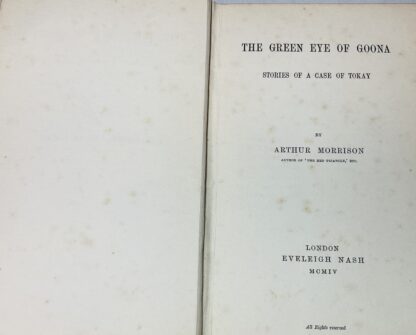 THE GREEN EYE OF GOONA
STORIES OF A CASE OF TOKAY
BY
ARTHUR MORRISON
AUTHOR OF 'THE RED TRIANGLE,' ETC.
LONDON
EVELEIGH NASH
MCMIV
All Rights reserved